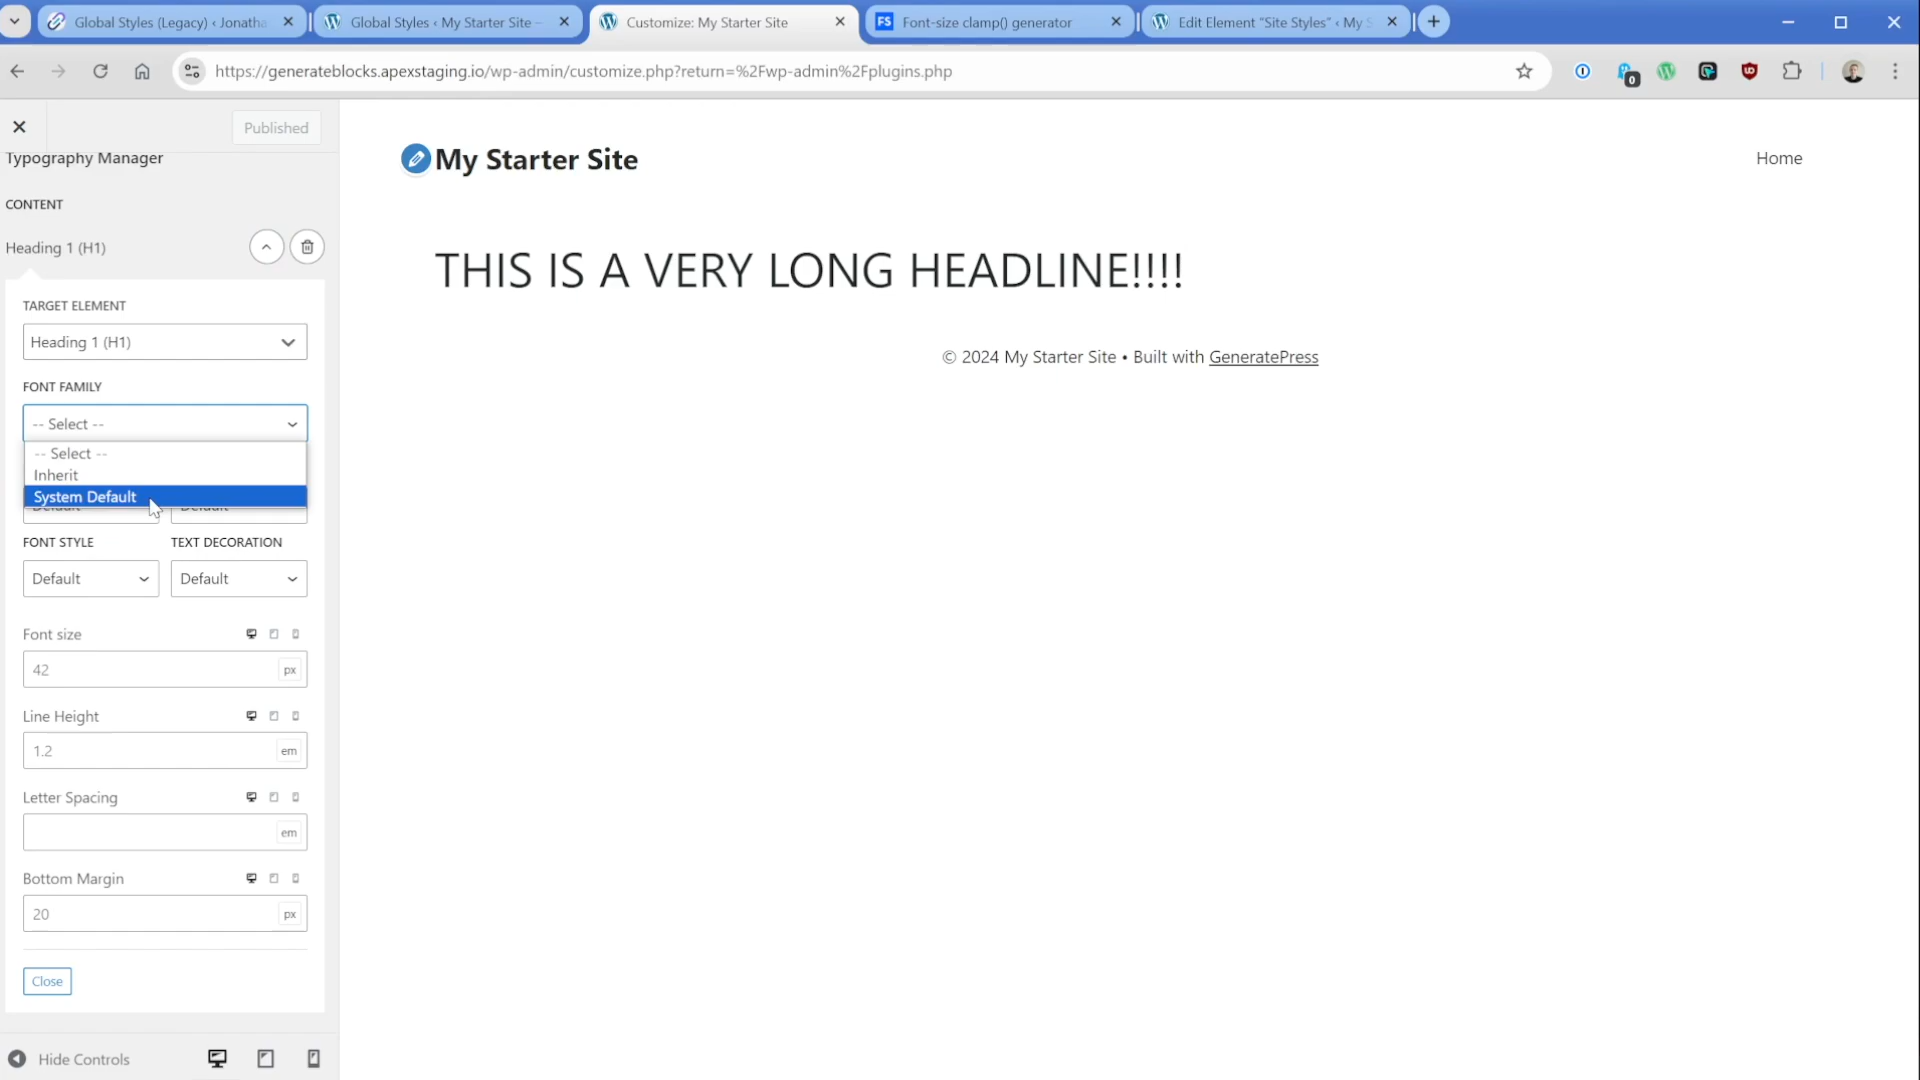 Global Styles (Legacy) ‹ Jonatha
Global Styles ‹ My Starter Site –
Customize: My Starter Site
FS
Font-size clamp() generator
Edit Element "Site Styles" ‹ My S
https://generateblocks.apexstaging.io/wp-admin/customize.php?return=%2Fwp-admin%2Fplugins.php
0
Published
Typography Manager
CONTENT
Heading 1 (H1)
TARGET ELEMENT
Heading 1 (H1)
FONT FAMILY
-- Select --
-- Select --
Inherit
System Default
Default
Default
FONT STYLE
TEXT DECORATION
Default
Default
Font size
42
px
Line Height
1.2
em
Letter Spacing
em
Bottom Margin
20
px
Close
Hide Controls
My Starter Site
Home
THIS IS A VERY LONG HEADLINE!!!!
© 2024 My Starter Site • Built with GeneratePress